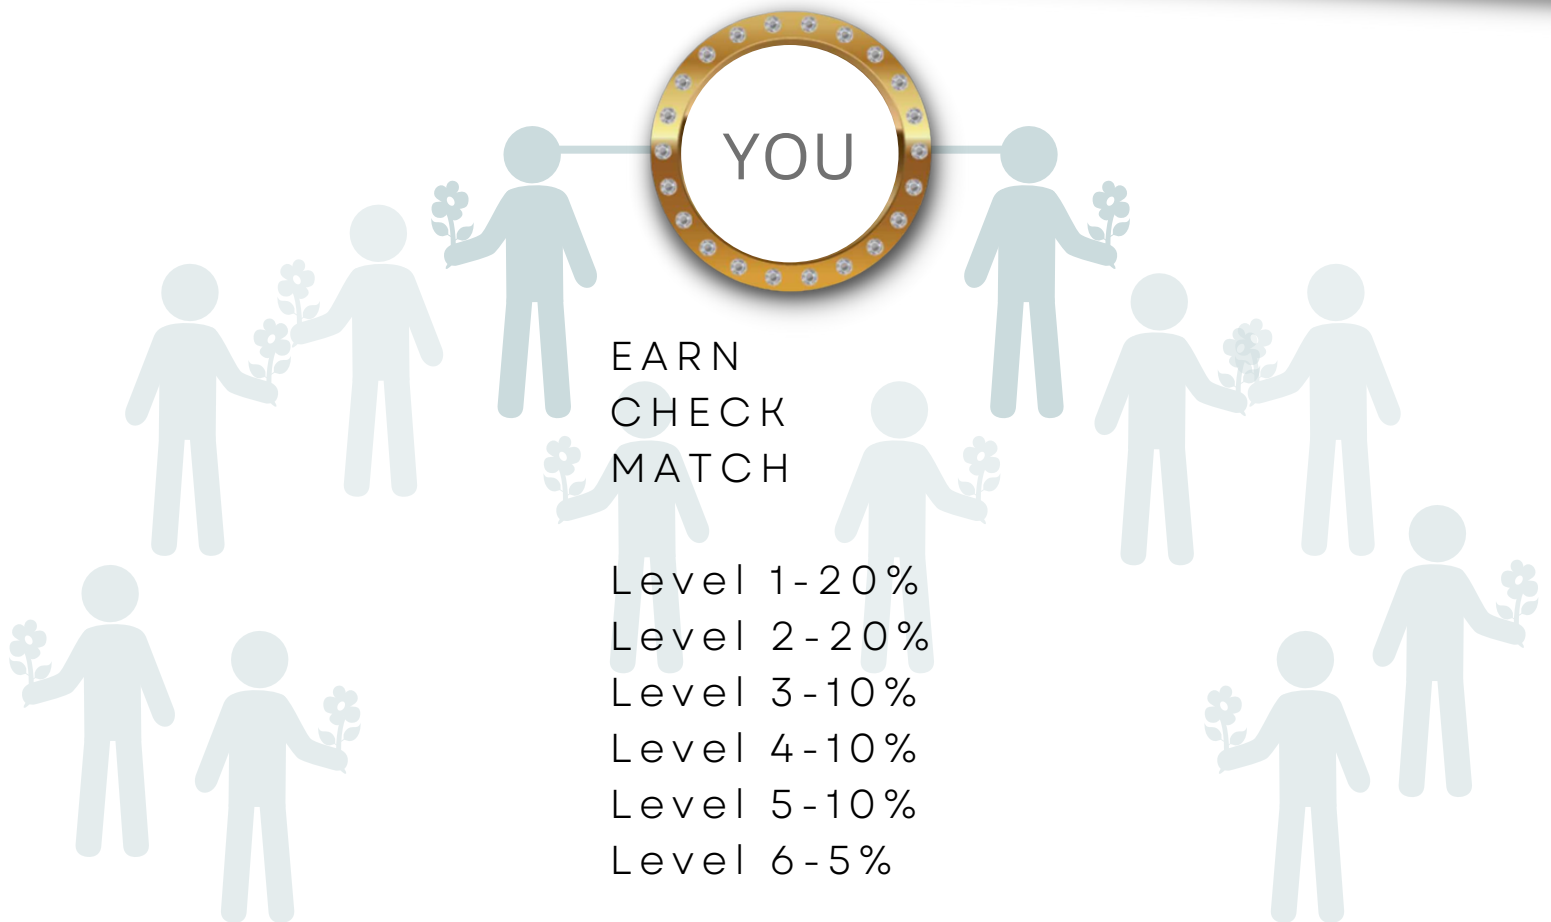 YOU
EARN
CHECK
MATCH
Level 1-20%
Level 2-20%
Level 3-10%
Level 4-10%
Level 5-10%
Level 6-5%